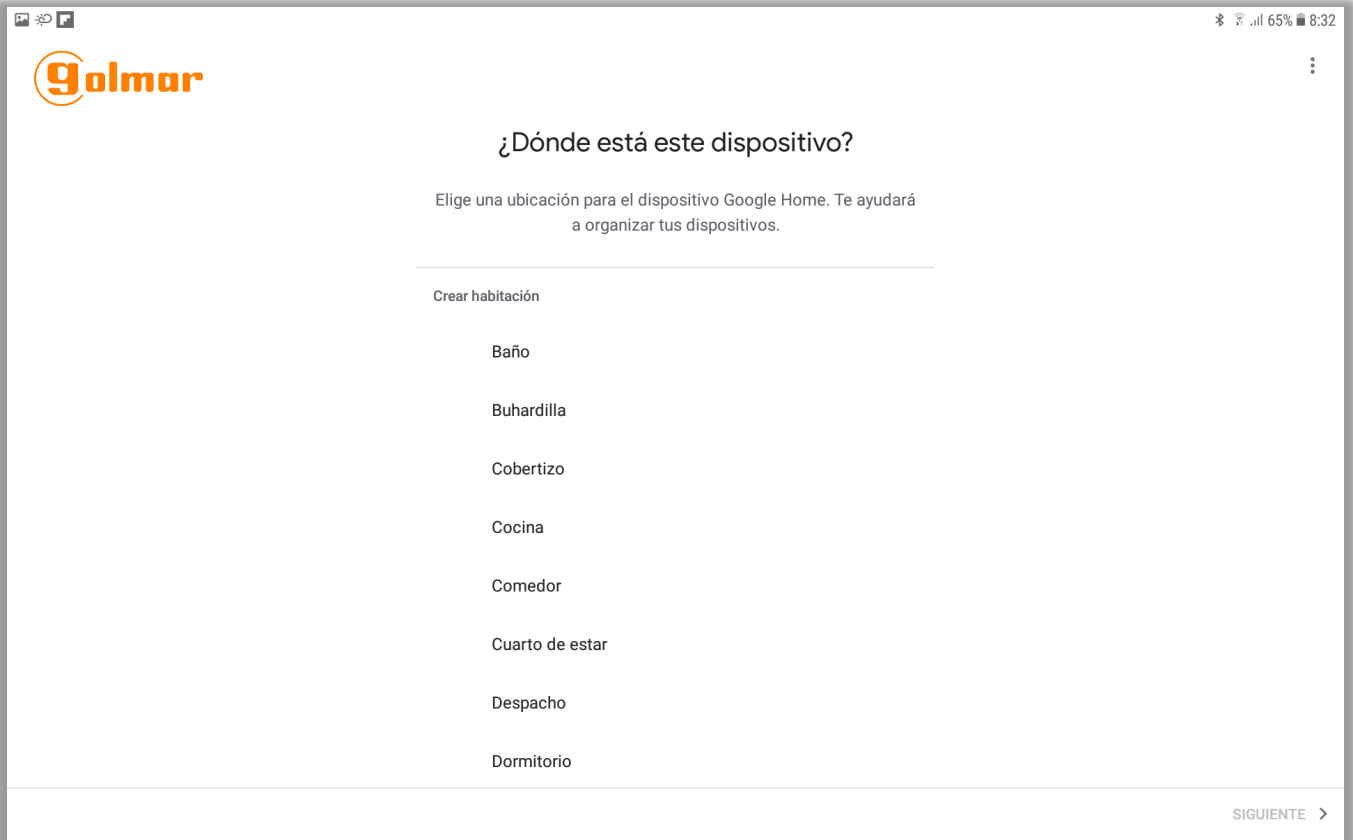 65% 8:32
golmar
¿Dónde está este dispositivo?
Elige una ubicación para el dispositivo Google Home. Te ayudará
a organizar tus dispositivos.
Crear habitación
Baño
Buhardilla
Cobertizo
Cocina
Comedor
Cuarto de estar
Despacho
Dormitorio
SIGUIENTE